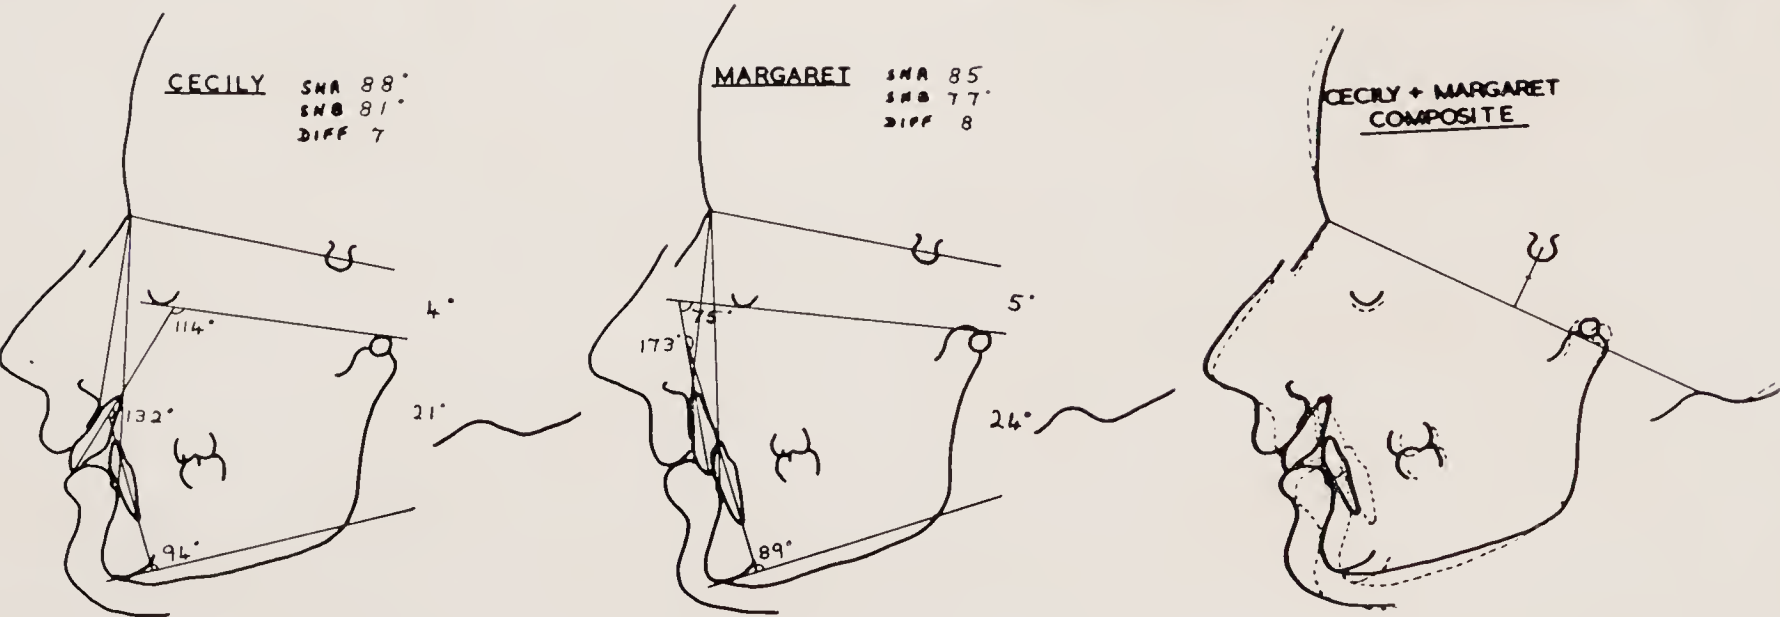 CECILY
SNA 88°
SNB 81°
DIFF 7
4°
114°
132°
21°
94°
MARGARET
SNA 85
SNB 77°
DIFF 8
5°
75°
173°
24°
89°
CECILY + MARGARET
COMPOSITE